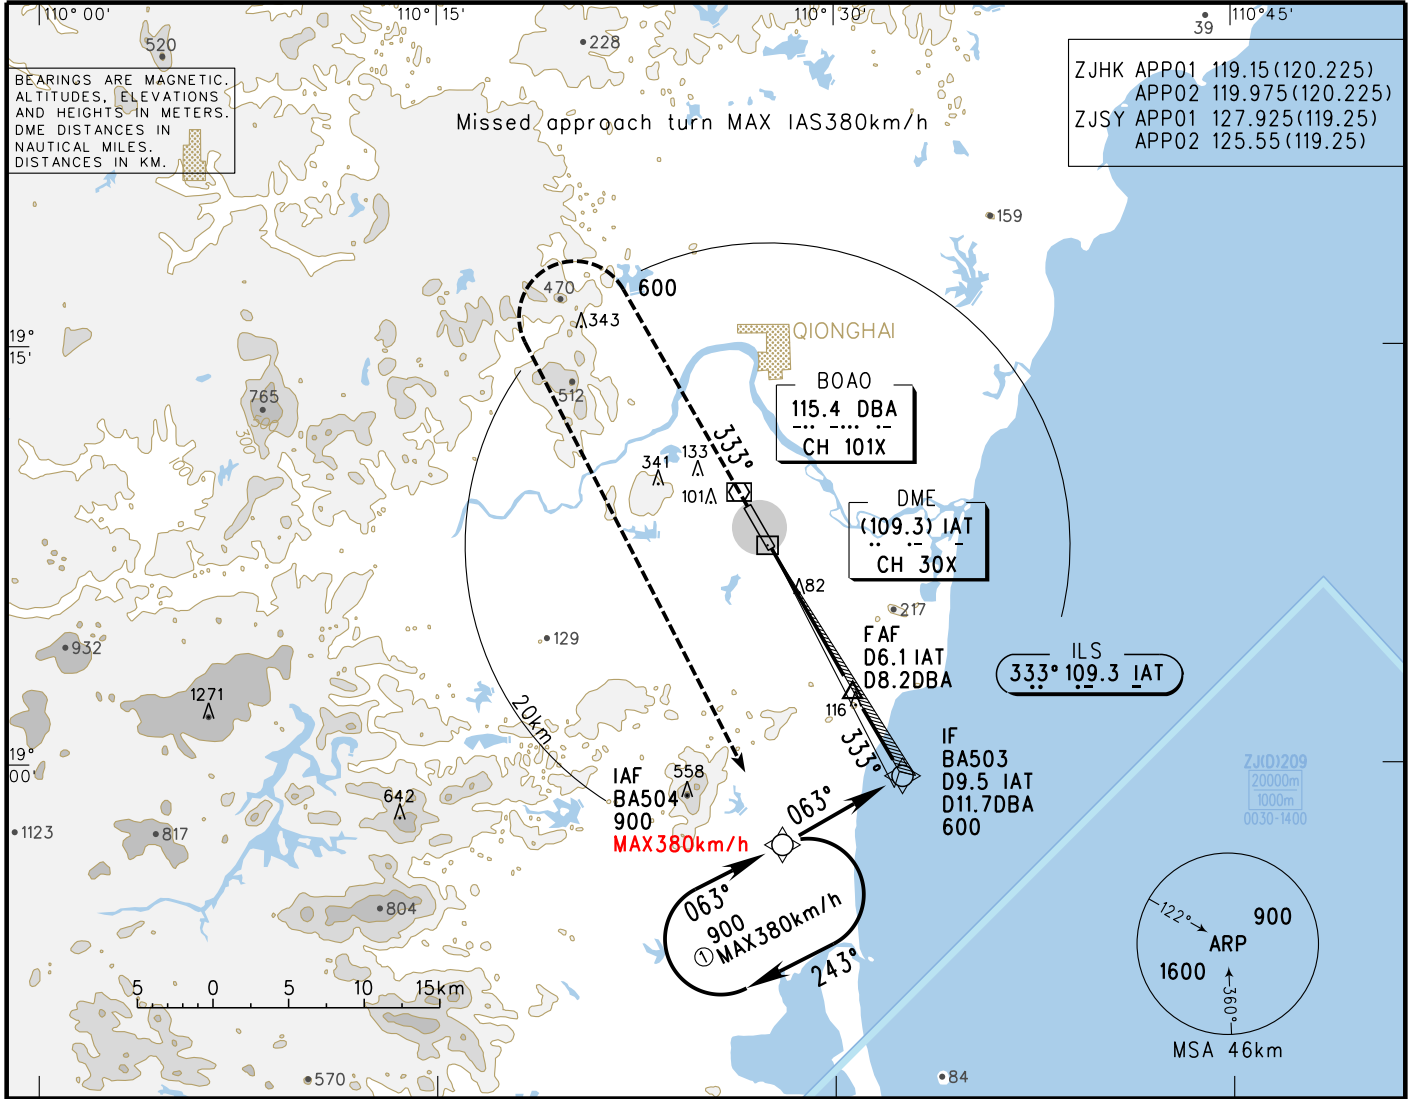 110° 00'
110° 15'
110°30'
110°45'
520
228
39
BEARINGS ARE MAGNETIC.
ALTITUDES, ELEVATIONS
AND HEIGHTS IN METERS.
DME DISTANCES IN
NAUTICAL MILES.
DISTANCES IN KM.
ZJHK APP01 119.15(120.225)
APP02 119.975(120.225)
ZJSY APP01 127.925(119.25)
APP02 125.55(119.25)
Missed approach turn MAX IAS380km/h
159
470
600
343
19°
15'
QIONGHAI
BOAO
115.4 DBA
CH 101X
512
765
500
333°
133
341
101
DME
(109.3) IAT
CH 30X
82
217
129
932
FAF
D6.1 IAT
D8.2DBA
ILS
333° 109.3 IAT
1271
116
20km
333°
19°
00'
IF
BA503
D9.5 IAT
D11.7DBA
600
IAF
BA504
900
MAX380km/h
558
642
1123
817
063°
ZJ(D)209
20000m
1000m
0030-1400
804
063°
900
① MAX380km/h
243°
122°
900
ARP
1600
360°
MSA 46km
5 0 5 10 15km
570
84